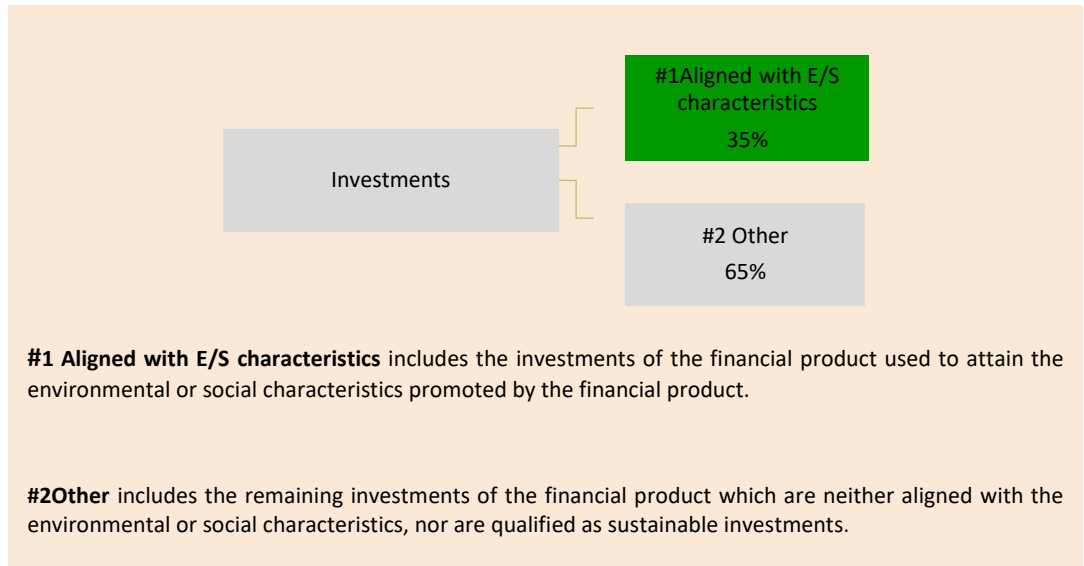 #1Aligned with E/S
characteristics
35%
Investments
#2 Other
65%
#1 Aligned with E/S characteristics includes the investments of the financial product used to attain the
environmental or social characteristics promoted by the financial product.
#2Other includes the remaining investments of the financial product which are neither aligned with the
environmental or social characteristics, nor are qualified as sustainable investments.